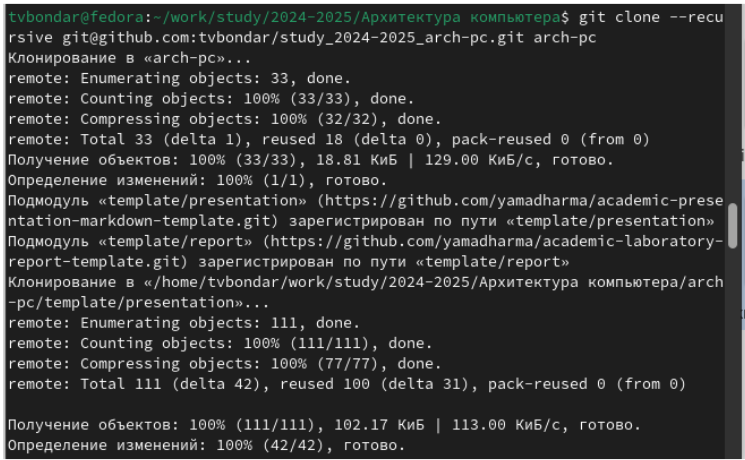 tvbondar@fedora:~/work/study/2024-2025/Архитектура компьютера$ git clone --recu
rsive git@github.com:tvbondar/study_2024-2025_arch-pc.git arch-pc
Клонирование в «arch-pc»...
remote: Enumerating objects: 33, done.
remote: Counting objects: 100% (33/33), done.
remote: Compressing objects: 100% (32/32), done.
remote: Total 33 (delta 1), reused 18 (delta 0), pack-reused 0 (from 0)
Получение объектов: 100% (33/33), 18.81 КиБ | 129.00 КиБ/с, готово.
Определение изменений: 100% (1/1), готово.
Подмодуль «template/presentation» (https://github.com/yamadharma/academic-prese
ntation-markdown-template.git) зарегистрирован по пути «template/presentation»
Подмодуль «template/report» (https://github.com/yamadharma/academic-laboratory-
report-template.git) зарегистрирован по пути «template/report»
Клонирование в «/home/tvbondar/work/study/2024-2025/Архитектура компьютера/arch
-pc/template/presentation»...
remote: Enumerating objects: 111, done.
remote: Counting objects: 100% (111/111), done.
remote: Compressing objects: 100% (77/77), done.
remote: Total 111 (delta 42), reused 100 (delta 31), pack-reused 0 (from 0)
Получение объектов: 100% (111/111), 102.17 КиБ | 113.00 КиБ/с, готово.
Определение изменений: 100% (42/42), готово.